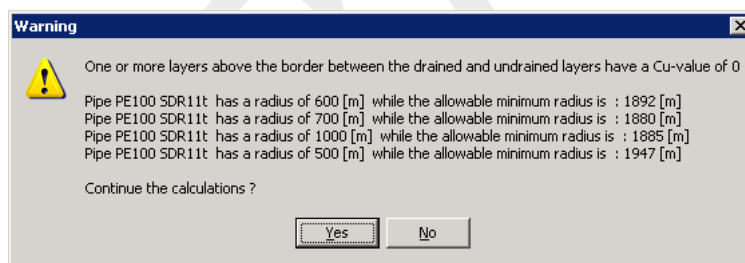 Warning
One or more layers above the border between the drained and undrained layers have a Cu-value of 0
Pipe PE100 SDR11t has a radius of 600 [m] while the allowable minimum radius is : 1892 [m]
Pipe PE100 SDR11t has a radius of 700 [m] while the allowable minimum radius is : 1880 [m]
Pipe PE100 SDR11t has a radius of 1000 [m] while the allowable minimum radius is : 1885 [m]
Pipe PE100 SDR11t has a radius of 500 [m] while the allowable minimum radius is : 1947 [m]
Continue the calculations ?
Yes No